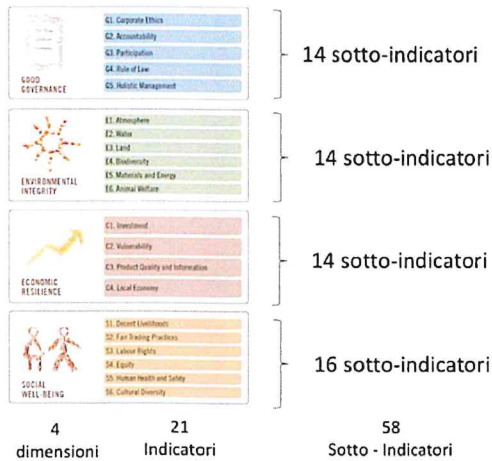 G1. Corporate Ethics
G2. Accountability
G3. Participation
G4. Rule of Law
G5. Holistic Management
GOOD
GOVERNANCE
14 sotto-indicatori
E1. Atmosphere
E2. Water
E3. Land
E4. Biodiversity
E5. Materials and Energy
E6. Animal Welfare
ENVIRONMENTAL
INTEGRITY
14 sotto-indicatori
C1. Investment
C2. Vulnerability
C3. Product Quality and Information
C4. Local Economy
ECONOMIC
RESILIENCE
14 sotto-indicatori
S1. Decent Livelihoods
S2. Fair Trading Practices
S3. Labour Rights
S4. Equity
S5. Human Health and Safety
S6. Cultural Diversity
SOCIAL
WELL-BEING
16 sotto-indicatori
4
dimensioni
21
Indicatori
58
Sotto - Indicatori